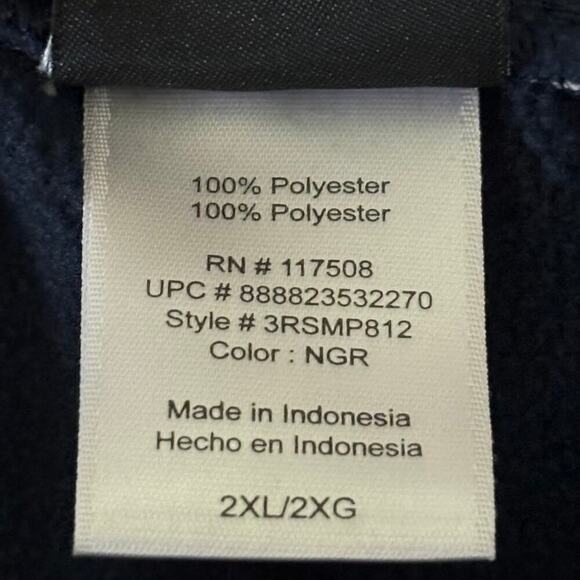 100% Polyester
100% Polyester
RN # 117508
UPC # 888823532270
Style # 3RSMP812
Color : NGR
Made in Indonesia
Hecho en Indonesia
2XL/2XG